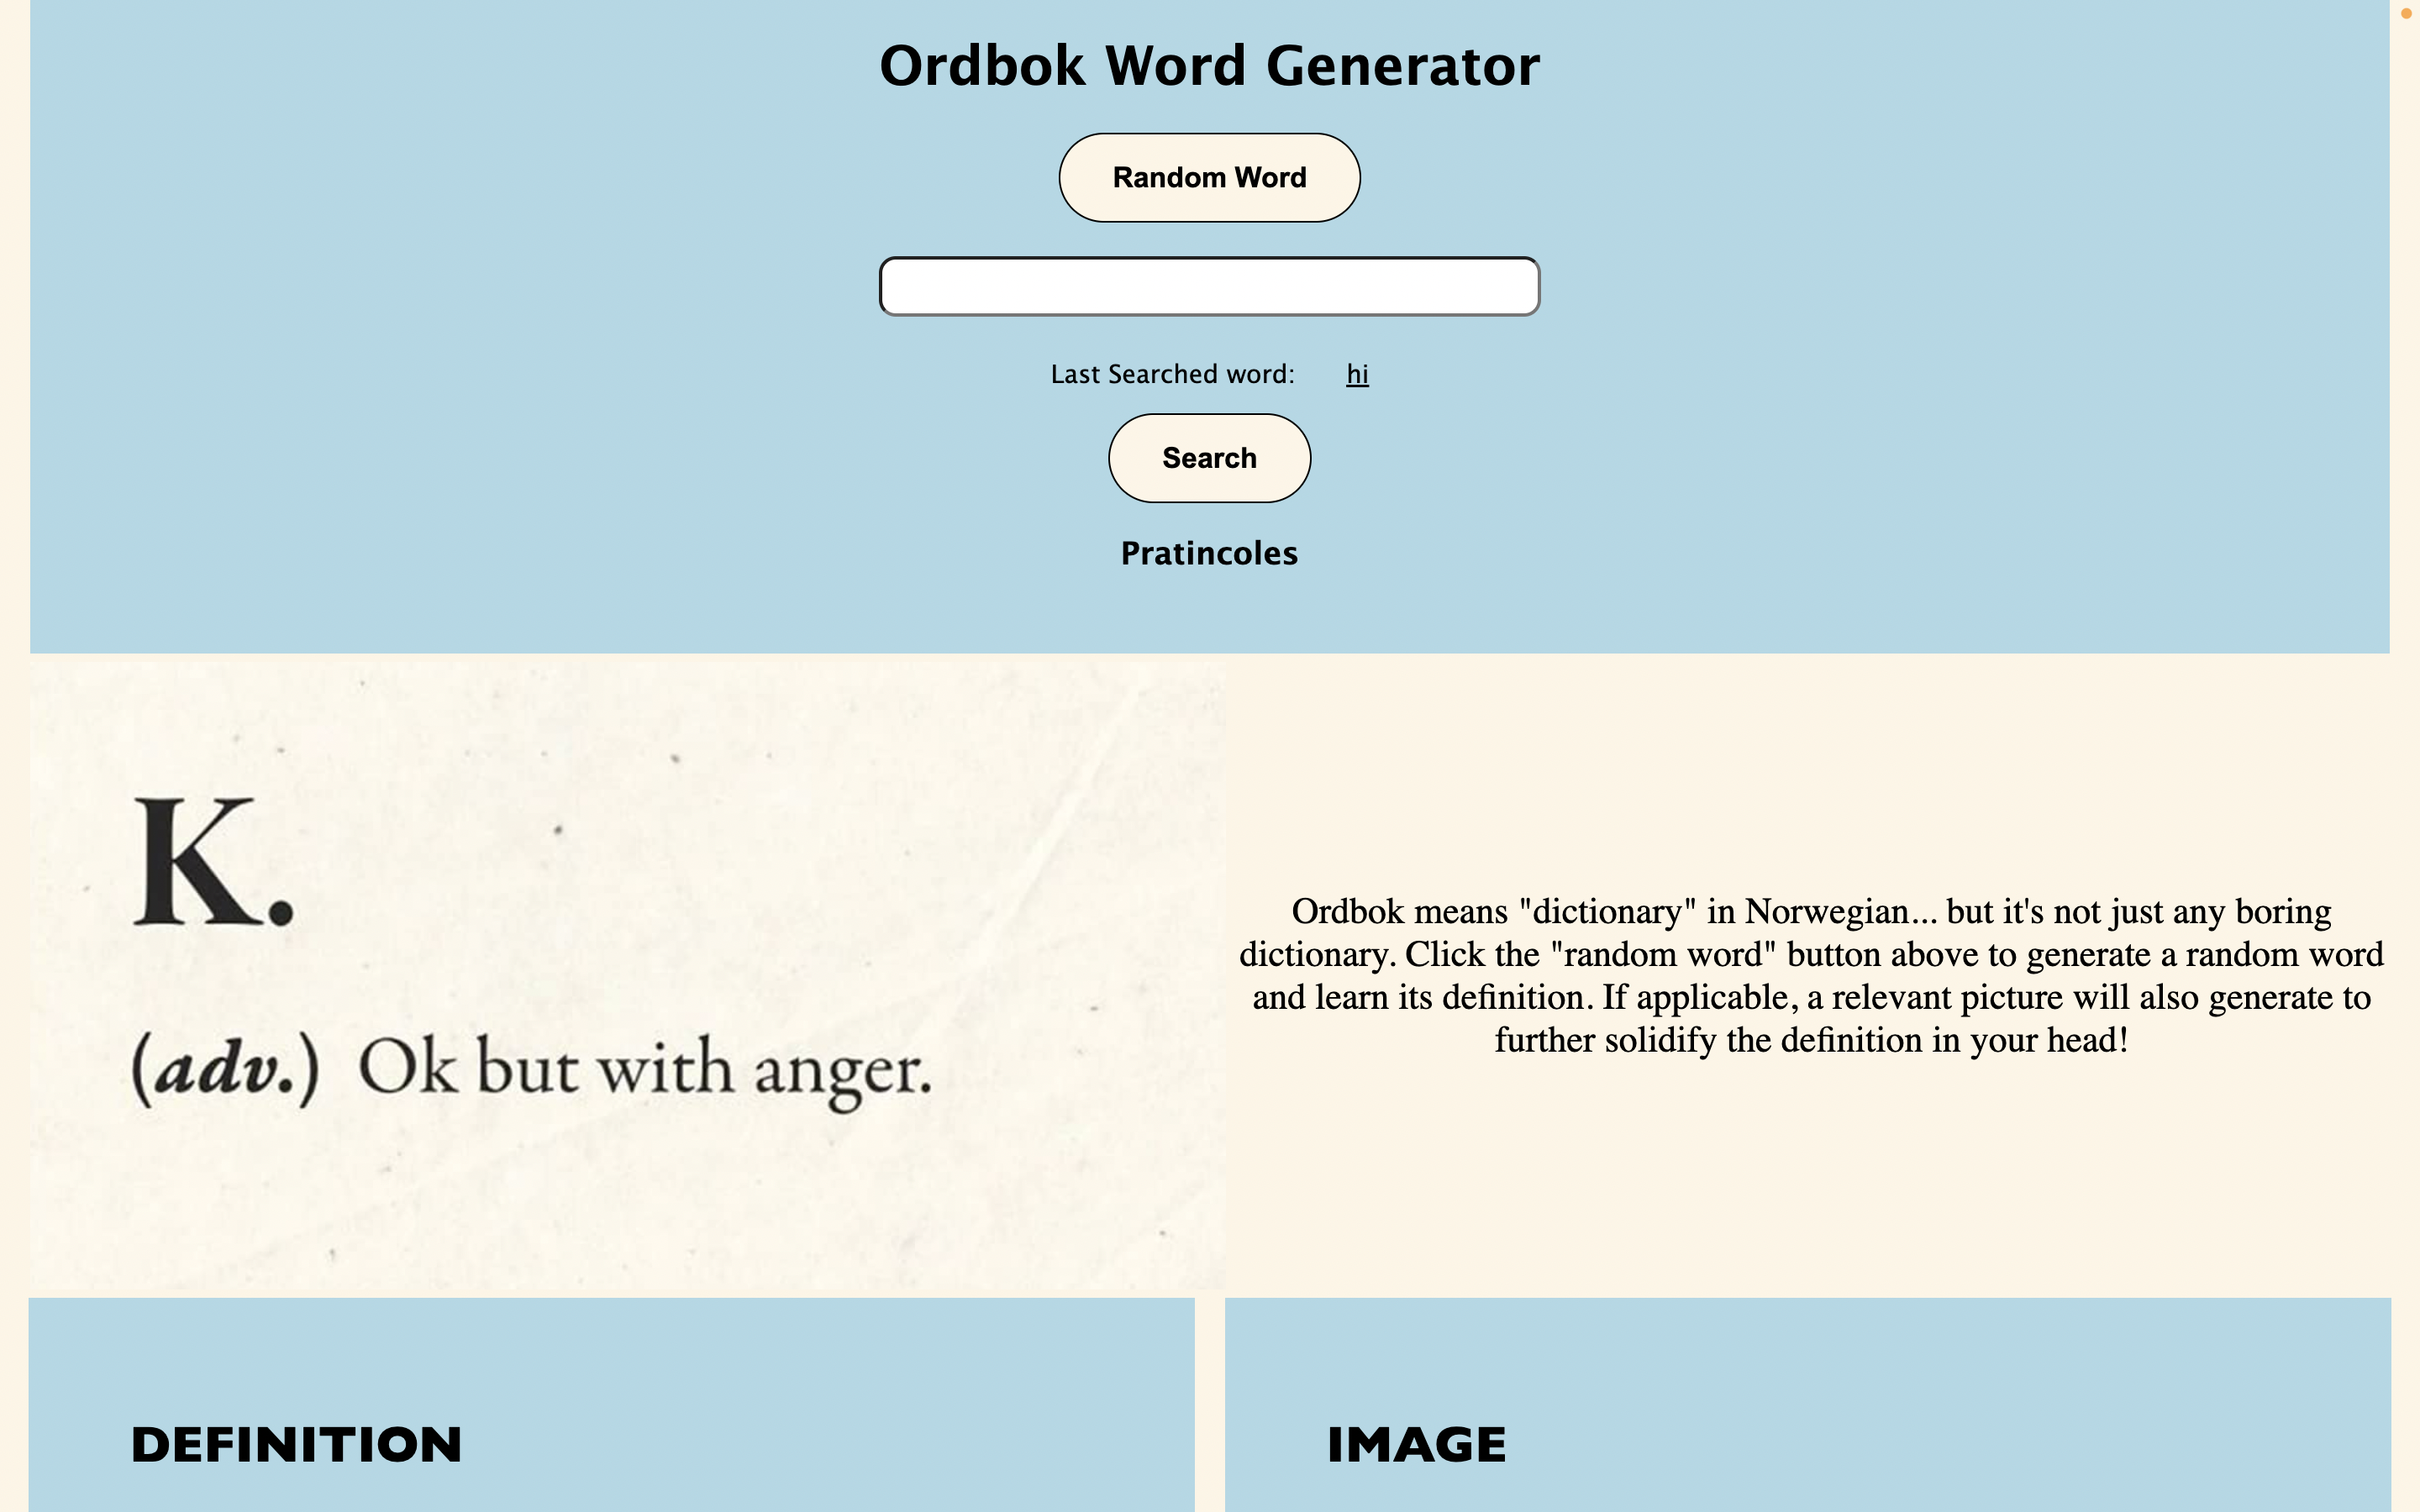 Ordbok Word Generator
Random Word
Last Searched word: hi
Search
Pratincoles
K.
(adv.) Ok but with anger.
Ordbok means "dictionary" in Norwegian... but it's not just any boring
dictionary. Click the "random word" button above to generate a random word
and learn its definition. If applicable, a relevant picture will also generate to
further solidify the definition in your head!
DEFINITION
IMAGE